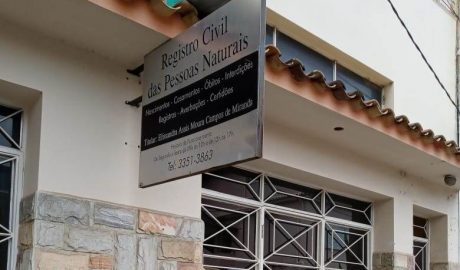 Registro Civil
das Pessoas Naturais
Nascimentos - Casamentos - Óbitos - Interdições
Registros - Averbações - Certidões
Titular: Elisandra Assis Moura Campos de Miranda
Tel: 3351-3863